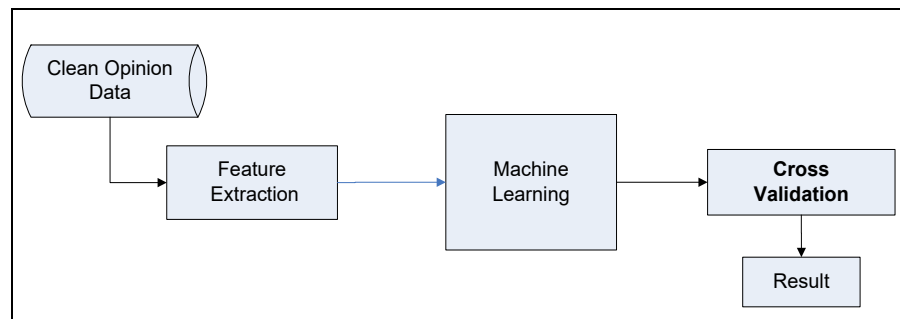 Clean Opinion
Data
Feature
Extraction
Machine
Learning
Cross
Validation
Result